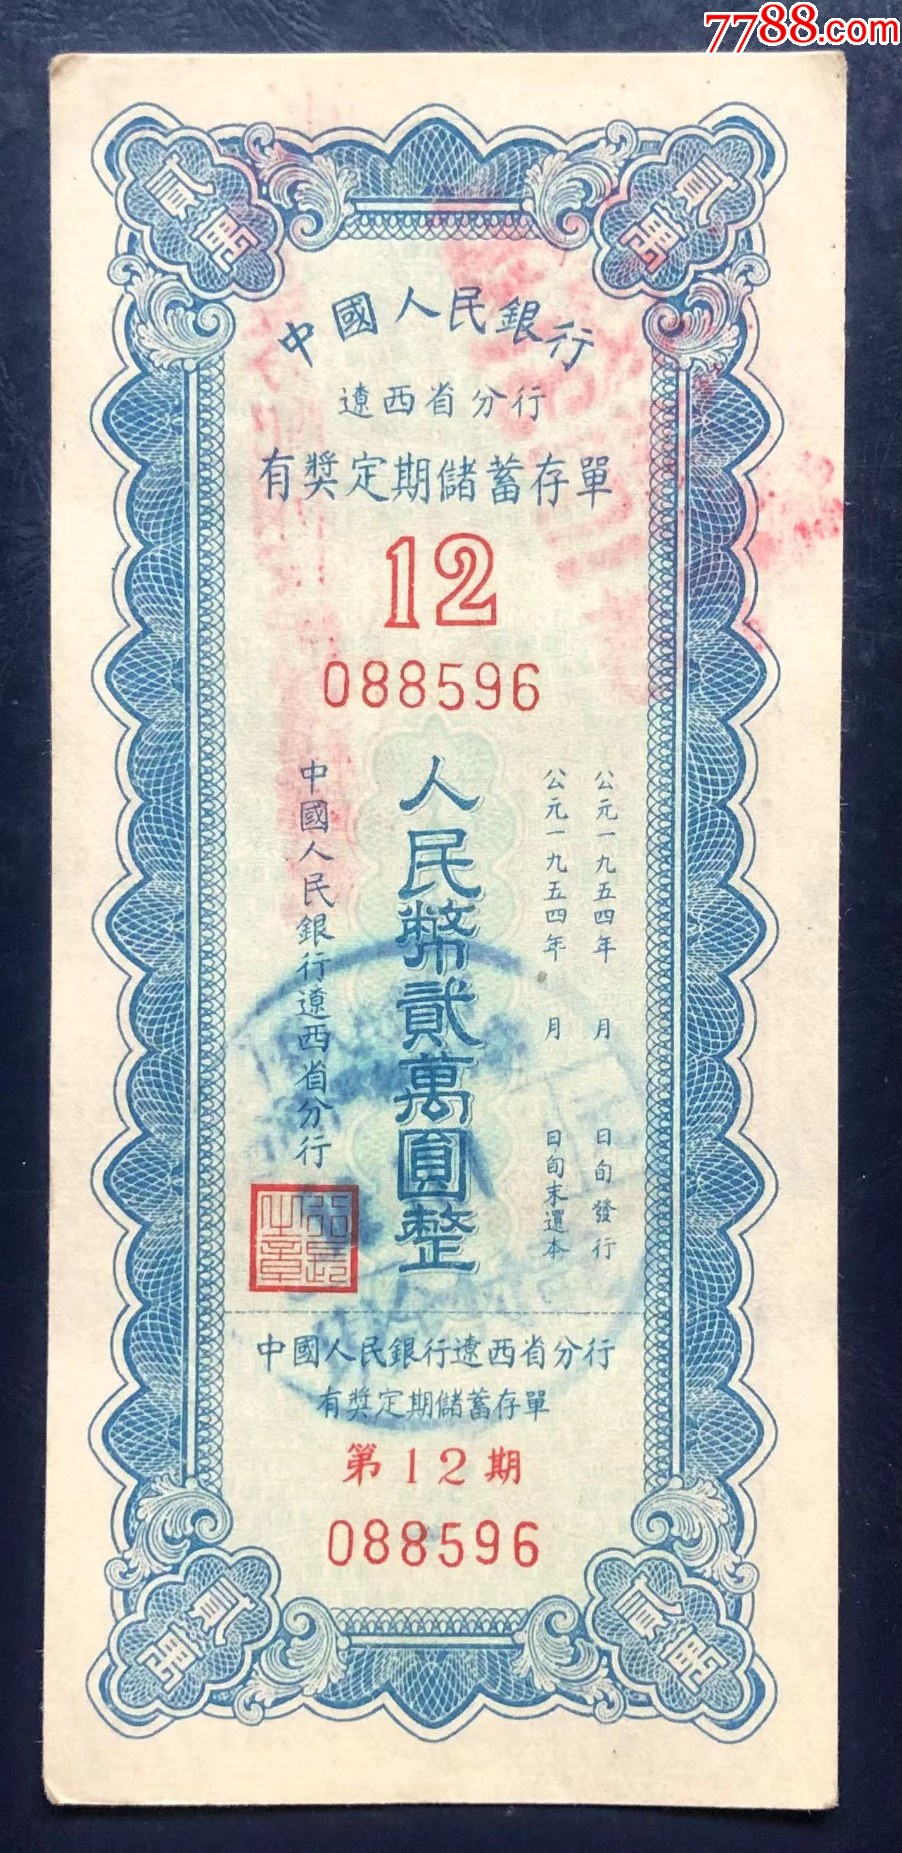 7788.com
貳萬
貳萬
中國人民銀行
遼西省分行
有獎定期儲蓄存單
12
088596
公元一九五四年 月 日旬發行
公元一九五四年 月 日旬末還本
人民幣貳萬圓整
中國人民銀行遼西省分行
中國人民銀行遼西省分行
有獎定期儲蓄存單
第12期
088596
貳萬
貳萬